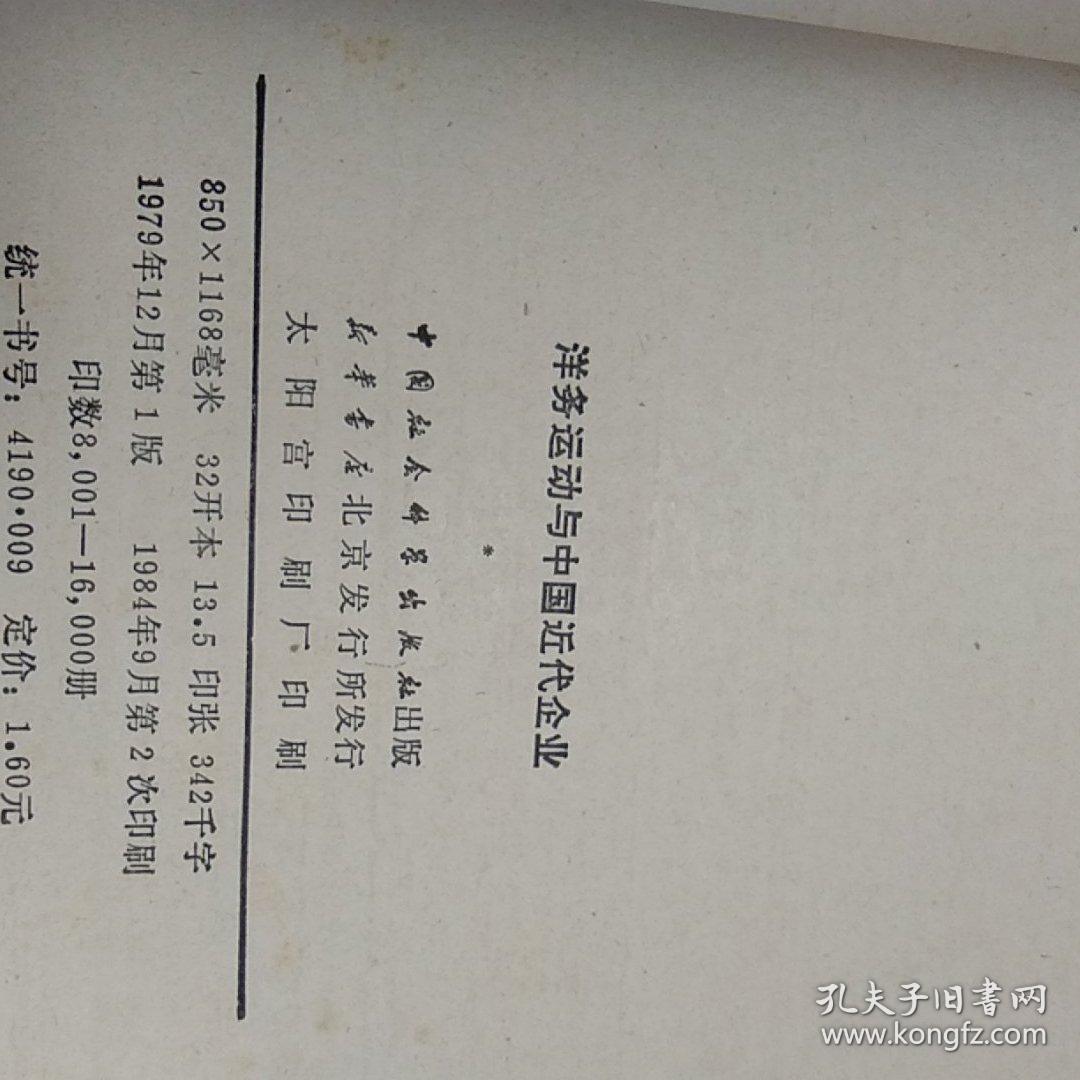 洋务运动与中国近代企业
*
中国社会科学出版社出版
新华书店北京发行所发行
太阳宫印刷厂印刷
850×1168毫米 32开本 13.5 印张 342千字
1979年12月第1版 1984年9月第2次印刷
印数8,001—16,000册
统一书号：4190·009 定价：1.60元
孔夫子旧書网
www.kongfz.com